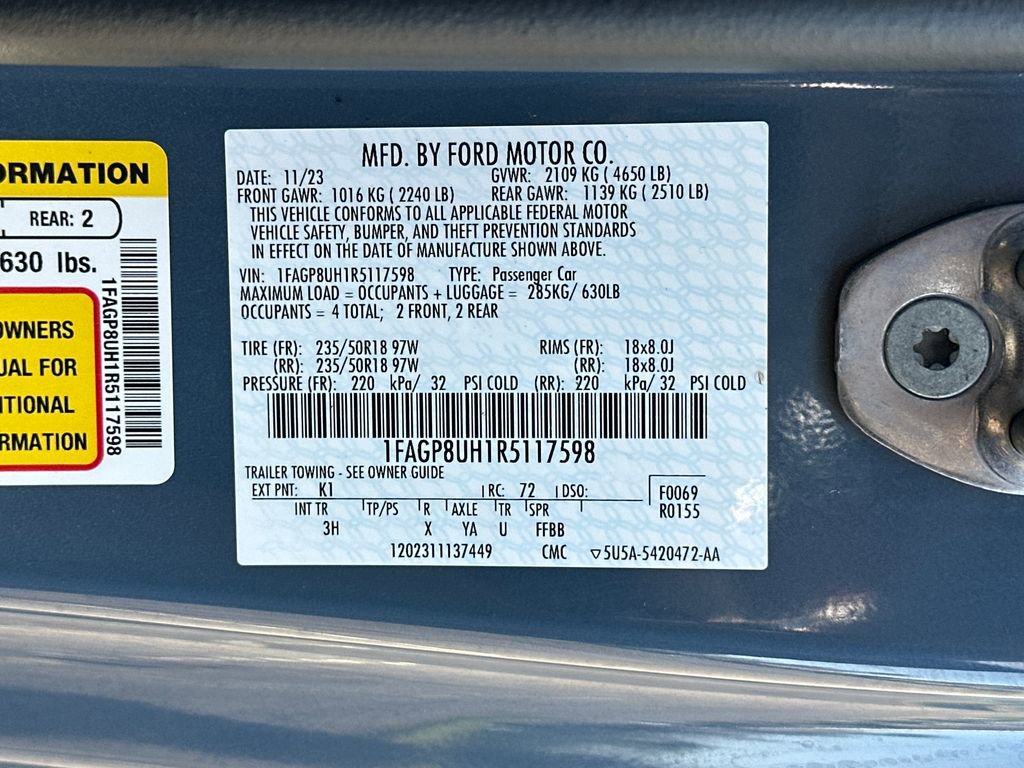 ORMATION
REAR: 2
630 lbs.
OWNERS
UAL FOR
ITIONAL
ORMATION
1FAGP8UH1R5117598
MFD. BY FORD MOTOR CO.
DATE: 11/23 GVWR: 2109 KG ( 4650 LB)
FRONT GAWR: 1016 KG ( 2240 LB) REAR GAWR: 1139 KG ( 2510 LB)
THIS VEHICLE CONFORMS TO ALL APPLICABLE FEDERAL MOTOR
VEHICLE SAFETY, BUMPER, AND THEFT PREVENTION STANDARDS
IN EFFECT ON THE DATE OF MANUFACTURE SHOWN ABOVE.
VIN: 1FAGP8UH1R5117598 TYPE: Passenger Car
MAXIMUM LOAD = OCCUPANTS + LUGGAGE = 285KG/ 630LB
OCCUPANTS = 4 TOTAL; 2 FRONT, 2 REAR
TIRE (FR): 235/50R18 97W RIMS (FR): 18x8.0J
(RR): 235/50R18 97W (RR): 18x8.0J
PRESSURE (FR): 220 kPa/ 32 PSI COLD (RR): 220 kPa/ 32 PSI COLD
1FAGP8UH1R5117598
TRAILER TOWING - SEE OWNER GUIDE
EXT PNT: K1 RC: 72 DSO: F0069
INT TR TP/PS R AXLE TR SPR R0155
3H X YA U FFBB
1202311137449 CMC ▽5U5A-5420472-AA